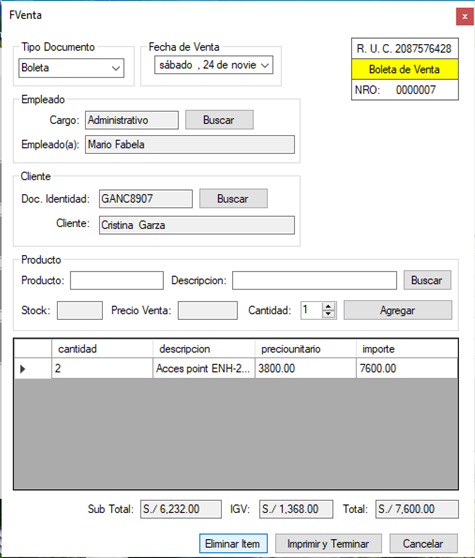 FVenta
Tipo Documento
Boleta
Fecha de Venta
sábado , 24 de novie
R. U. C. 2087576428
Boleta de Venta
NRO: 0000007
Empleado
Cargo: Administrativo Buscar
Empleado(a): Mario Fabela
Cliente
Doc. Identidad: GANC8907 Buscar
Cliente: Cristina Garza
Producto
Producto: Descripcion: Buscar
Stock: Precio Venta: Cantidad: 1 Agregar
cantidad descripcion preciounitario importe
2 Acces point ENH-2... 3800.00 7600.00
Sub Total: S./ 6,232.00 IGV: S./ 1,368.00 Total: S./ 7,600.00
Eliminar Item Imprimir y Terminar Cancelar